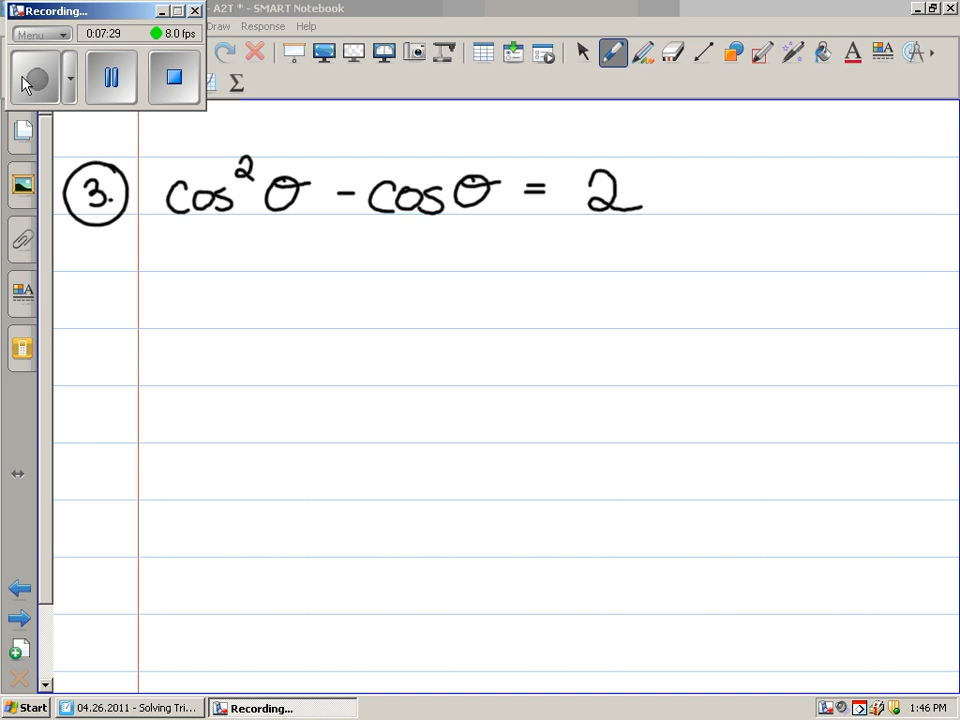 Recording...
- A2T * - SMART Notebook
Menu
0:07:29
8.0 fps
Draw Response Help
Σ
A
3. cos²θ - cosθ = 2
Start
04.26.2011 - Solving Tri...
Recording...
1:46 PM